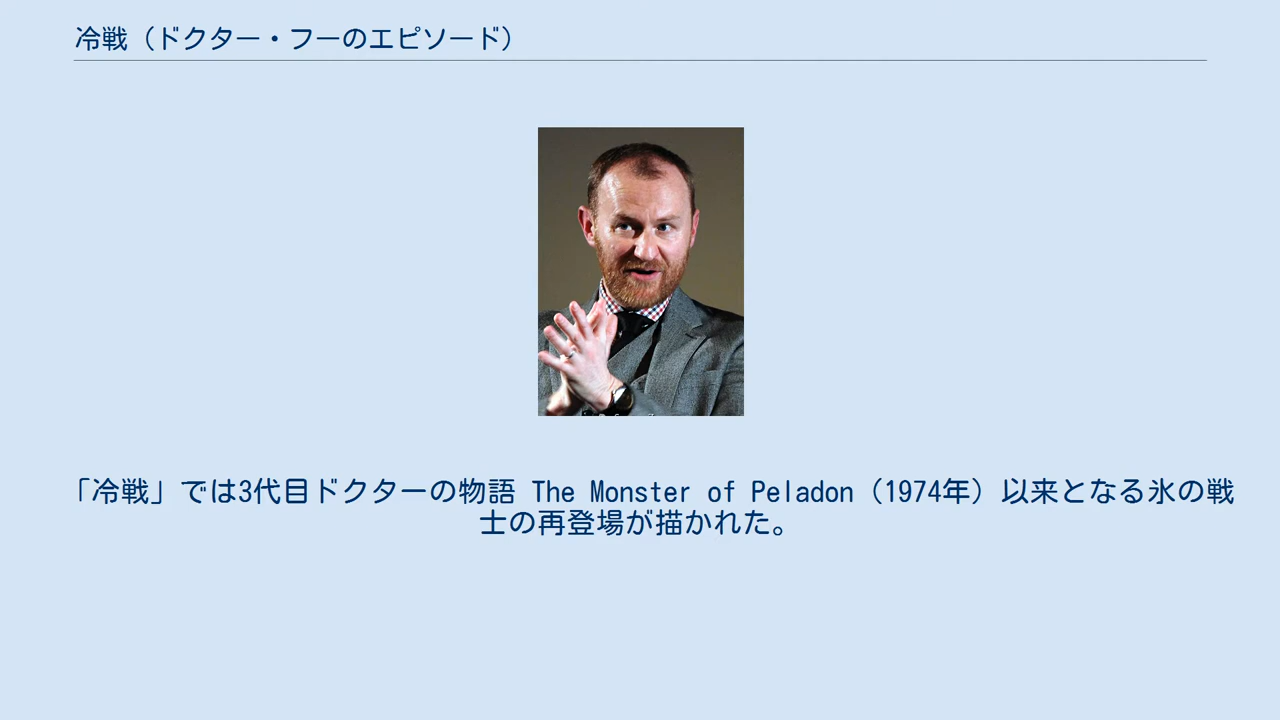 冷戦（ドクター・フーのエピソード）
「冷戦」では3代目ドクターの物語 The Monster of Peladon（1974年）以来となる氷の戦
士の再登場が描かれた。